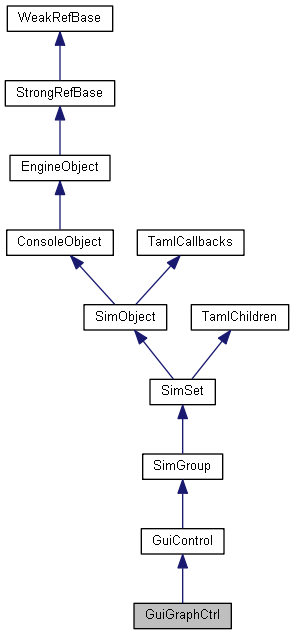 WeakRefBase
StrongRefBase
EngineObject
ConsoleObject
TamlCallbacks
SimObject
TamlChildren
SimSet
SimGroup
GuiControl
GuiGraphCtrl